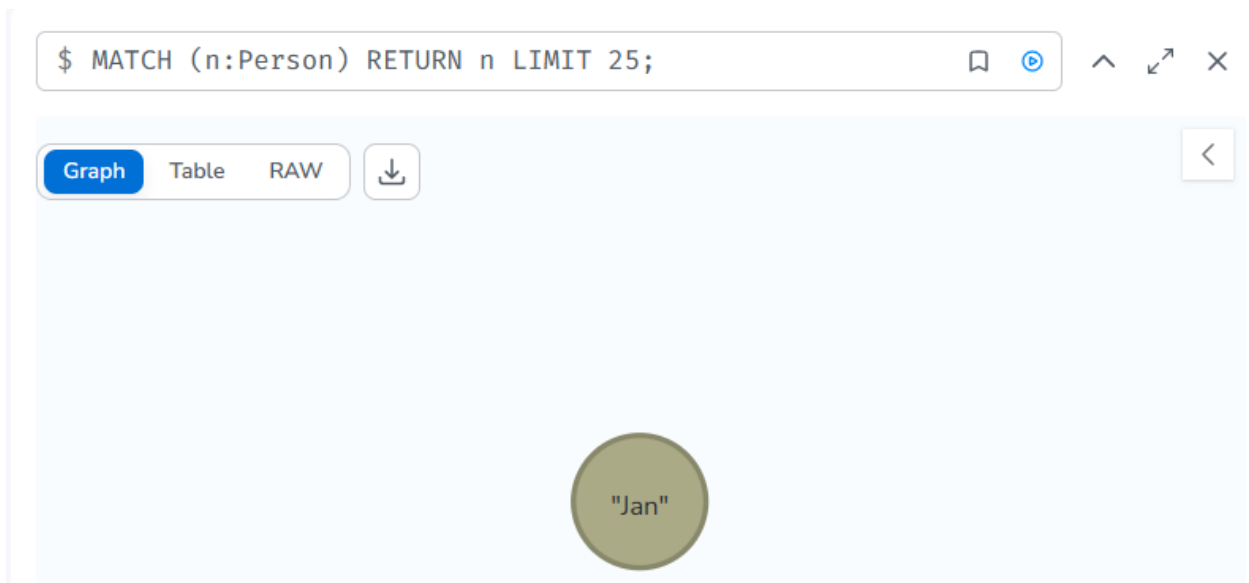 $ MATCH (n:Person) RETURN n LIMIT 25;
Graph Table RAW
"Jan"